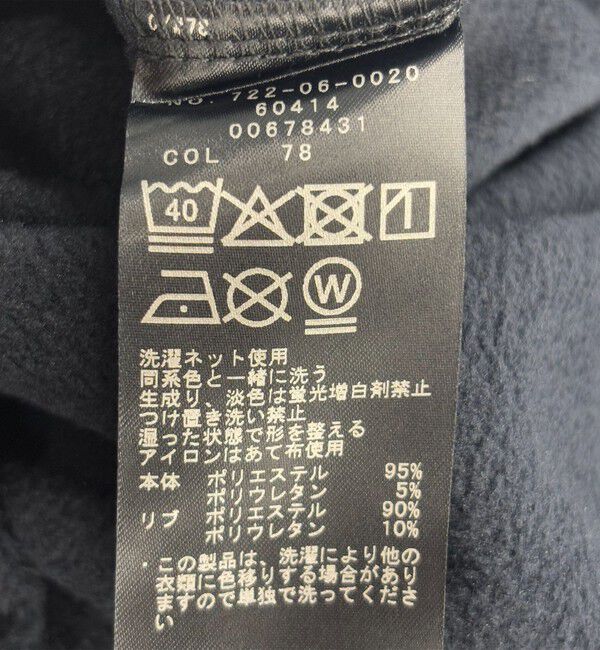 NO. 722-06-0020
60414
00678431
COL 78
40
W
洗濯ネット使用
同系色と一緒に洗う
生成り、淡色は蛍光増白剤禁止
つけ置き洗い禁止
湿った状態で形を整える
アイロンはあて布使用
本体 ポリエステル 95%
ポリウレタン 5%
リブ ポリエステル 90%
ポリウレタン 10%
・この製品は、洗濯により他の
衣類に色移りする場合があり
ますので単独で洗ってくださ
い